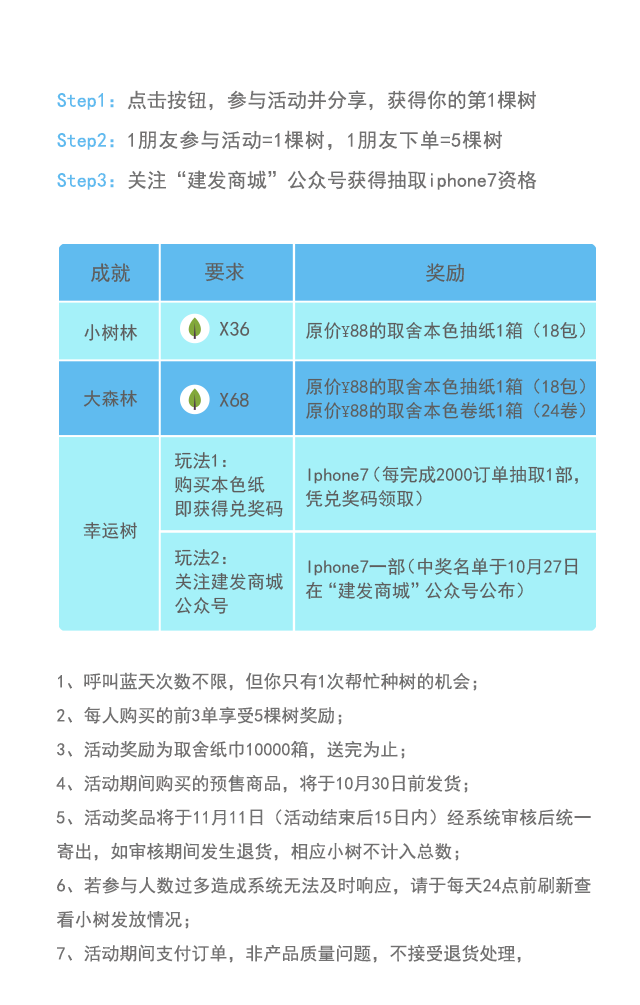 Step1：点击按钮，参与活动并分享，获得你的第1棵树
Step2：1朋友参与活动=1棵树，1朋友下单=5棵树
Step3：关注“建发商城”公众号获得抽取iphone7资格
成就
要求
奖励
小树林
X36
原价¥88的取舍本色抽纸1箱（18包）
大森林
X68
原价¥88的取舍本色抽纸1箱（18包）
原价¥88的取舍本色卷纸1箱（24卷）
幸运树
玩法1：
购买本色纸
即获得兑奖码
Iphone7（每完成2000订单抽取1部，
凭兑奖码领取）
玩法2：
关注建发商城
公众号
Iphone7一部（中奖名单于10月27日
在“建发商城”公众号公布）
1、呼叫蓝天次数不限，但你只有1次帮忙种树的机会；
2、每人购买的前3单享受5棵树奖励；
3、活动奖励为取舍纸巾10000箱，送完为止；
4、活动期间购买的预售商品，将于10月30日前发货；
5、活动奖品将于11月11日（活动结束后15日内）经系统审核后统一
寄出，如审核期间发生退货，相应小树不计入总数；
6、若参与人数过多造成系统无法及时响应，请于每天24点前刷新查
看小树发放情况；
7、活动期间支付订单，非产品质量问题，不接受退货处理，